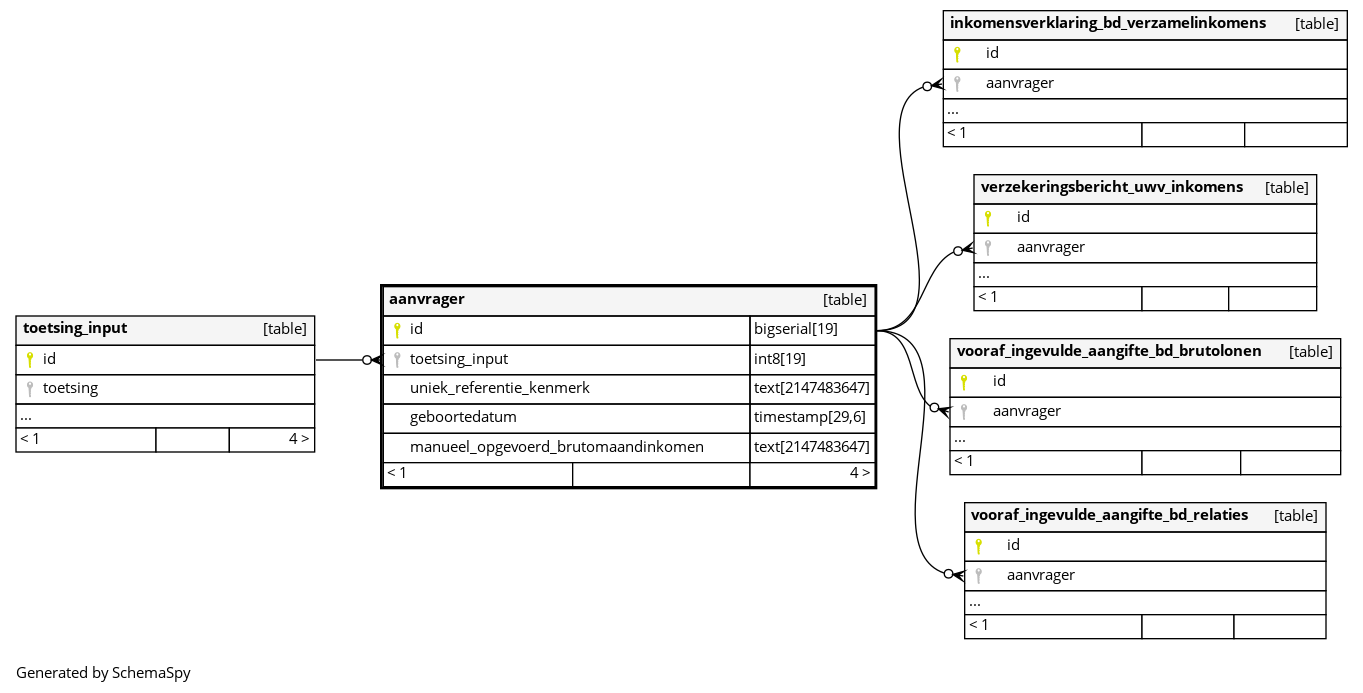 toetsing_input [table]
id
toetsing
...
< 1 4 >
aanvrager [table]
id bigserial[19]
toetsing_input int8[19]
uniek_referentie_kenmerk text[2147483647]
geboortedatum timestamp[29,6]
manueel_opgevoerd_brutomaandinkomen text[2147483647]
< 1 4 >
inkomensverklaring_bd_verzamelinkomens [table]
id
aanvrager
...
< 1
verzekeringsbericht_uwv_inkomens [table]
id
aanvrager
...
< 1
vooraf_ingevulde_aangifte_bd_brutolonen [table]
id
aanvrager
...
< 1
vooraf_ingevulde_aangifte_bd_relaties [table]
id
aanvrager
...
< 1
Generated by SchemaSpy